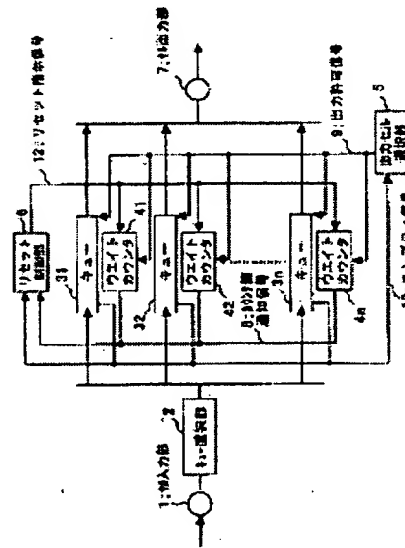 12:リセット指示信号
6
リセット
制御部
31
キュー
41
ウエイト
カウンタ
32
キュー
ウエイト
カウンタ
42
8:カウンタ値
通知信号
3n
キュー
ウエイト
カウンタ
4n
7:セル出力部
9:出力許可信号
5
出力セル
選択部
1:セル入力部
2
キュー選択部